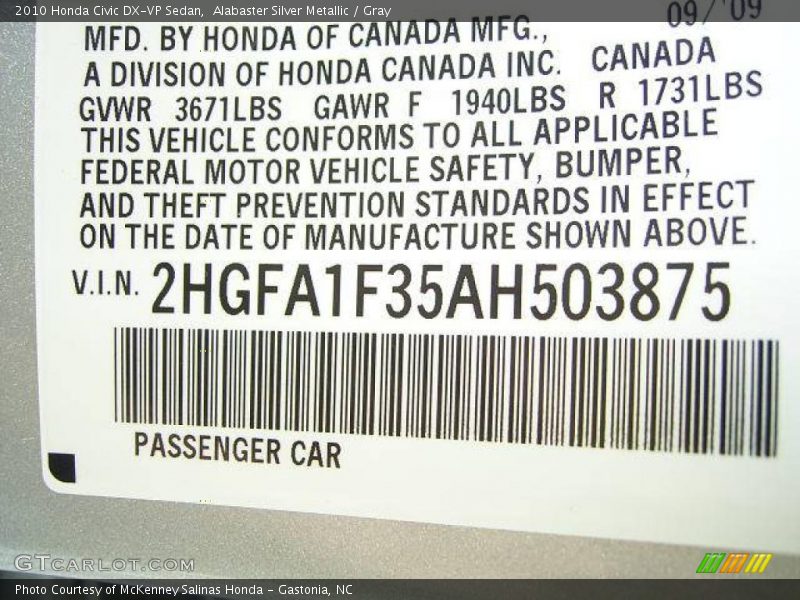 2010 Honda Civic DX-VP Sedan,  Alabaster Silver Metallic / Gray
09/'09
MFD. BY HONDA OF CANADA MFG.,
A DIVISION OF HONDA CANADA INC.   CANADA
GVWR 3671LBS   GAWR F 1940LBS   R 1731LBS
THIS VEHICLE CONFORMS TO ALL APPLICABLE
FEDERAL MOTOR VEHICLE SAFETY, BUMPER,
AND THEFT PREVENTION STANDARDS IN EFFECT
ON THE DATE OF MANUFACTURE SHOWN ABOVE.
V.I.N. 2HGFA1F35AH503875
PASSENGER CAR
GTCARLOT.COM
Photo Courtesy of McKenney Salinas Honda - Gastonia, NC